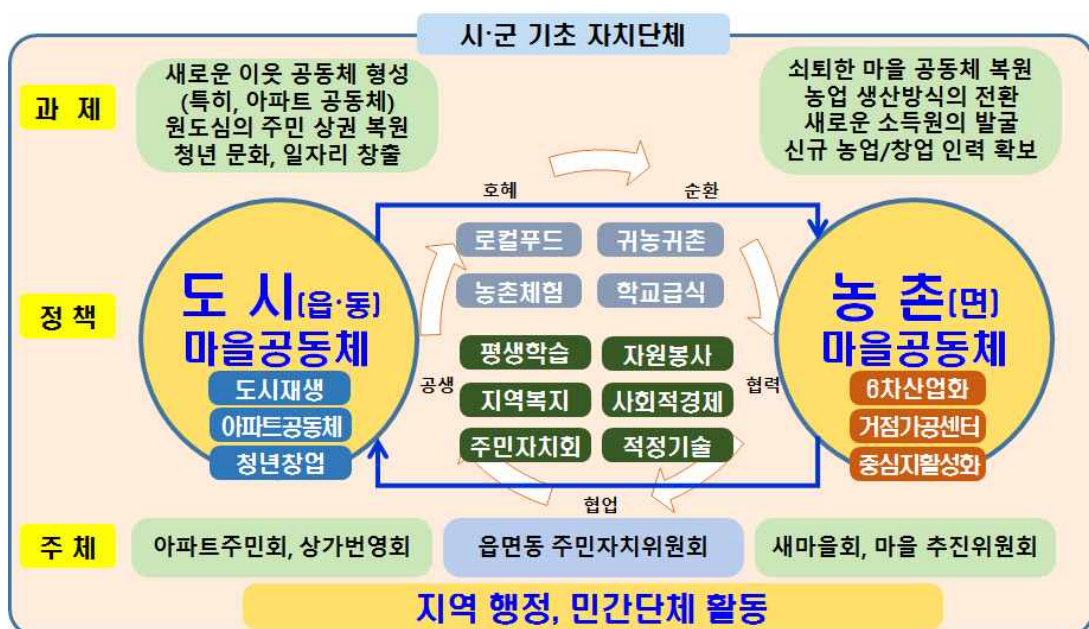 시·군 기초 자치단체
과 제
새로운 이웃 공동체 형성
(특히, 아파트 공동체)
원도심의 주민 상권 복원
청년 문화, 일자리 창출
쇠퇴한 마을 공동체 복원
농업 생산방식의 전환
새로운 소득원의 발굴
신규 농업/창업 인력 확보
호혜
순환
정 책
도 시(읍·동)
마을공동체
도시재생
아파트공동체
청년창업
로컬푸드
귀농귀촌
농촌체험
학교급식
평생학습
자원봉사
공생
협력
지역복지
사회적경제
주민자치회
적정기술
농 촌(면)
마을공동체
6차산업화
거점가공센터
중심지활성화
협업
주 체
아파트주민회, 상가번영회
읍면동 주민자치위원회
새마을회, 마을 추진위원회
지역 행정, 민간단체 활동